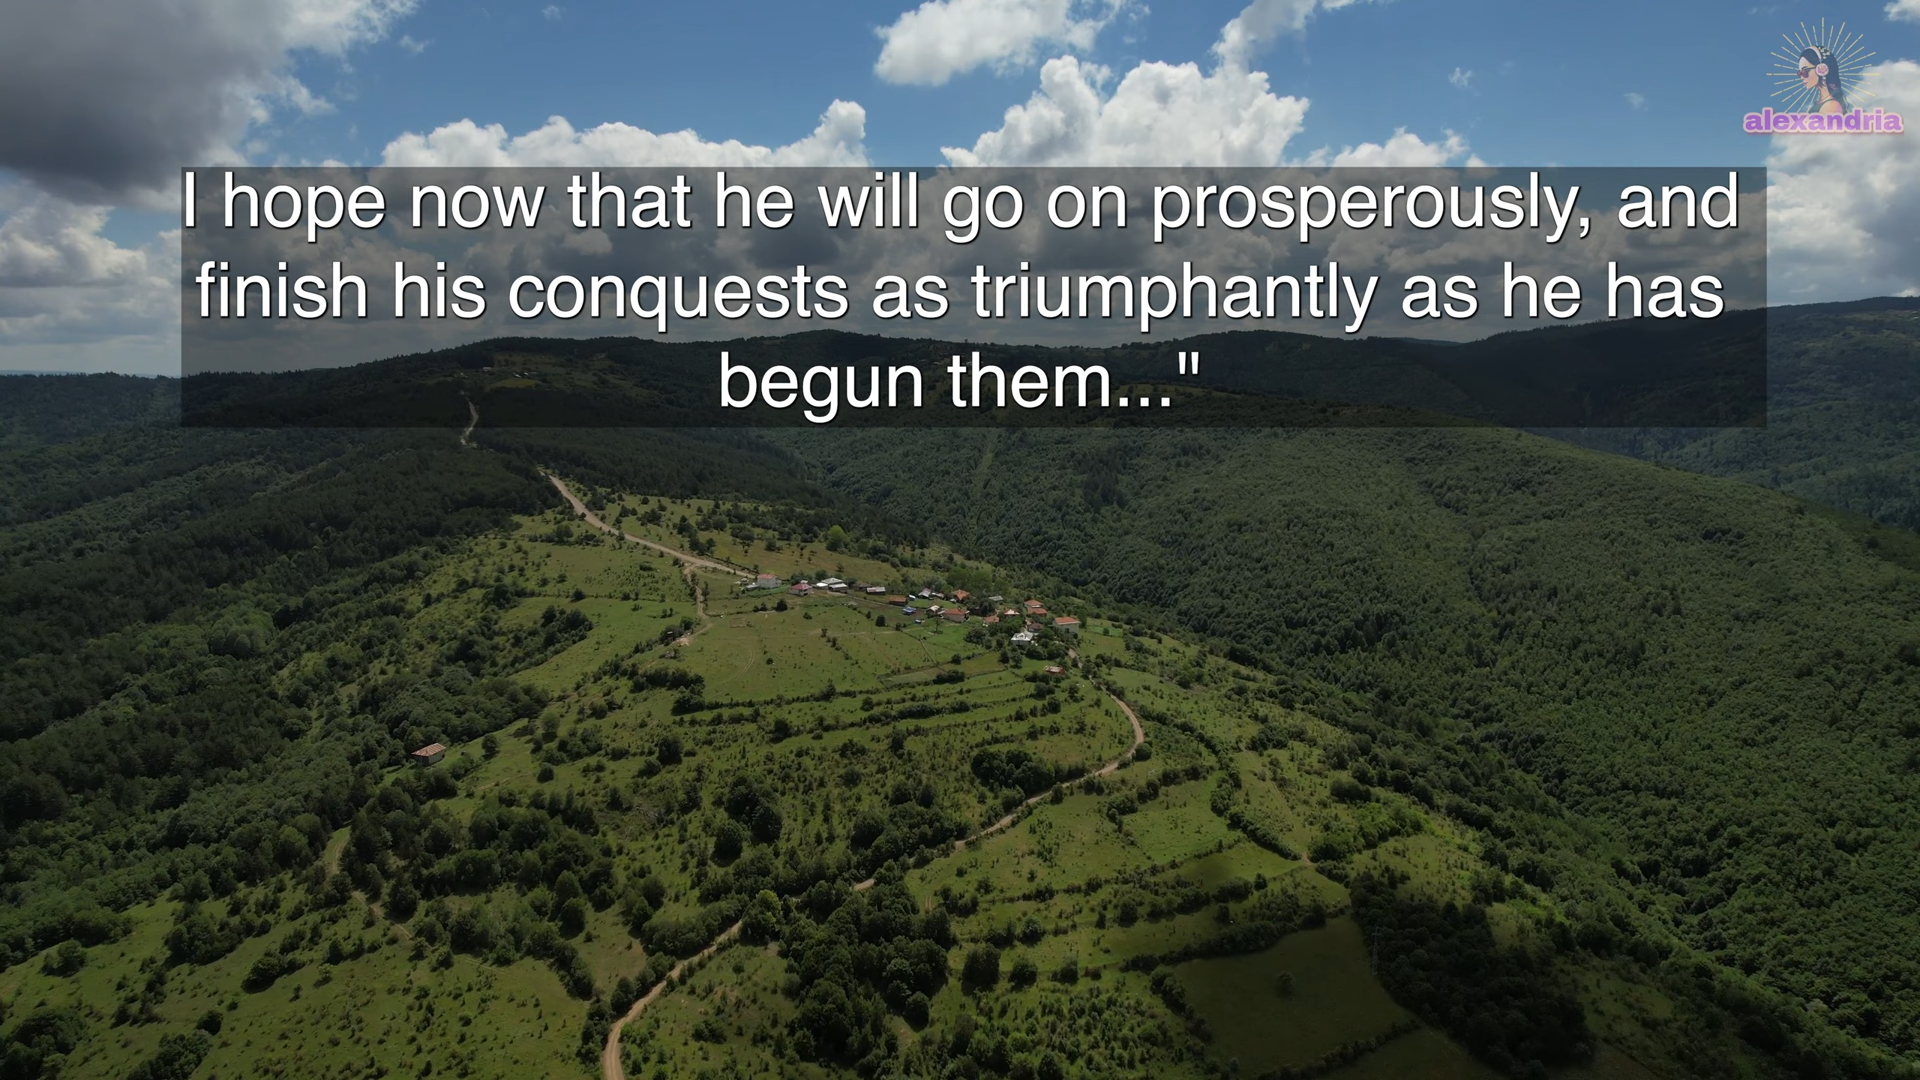 alexandria
I hope now that he will go on prosperously, and
finish his conquests as triumphantly as he has
begun them..."